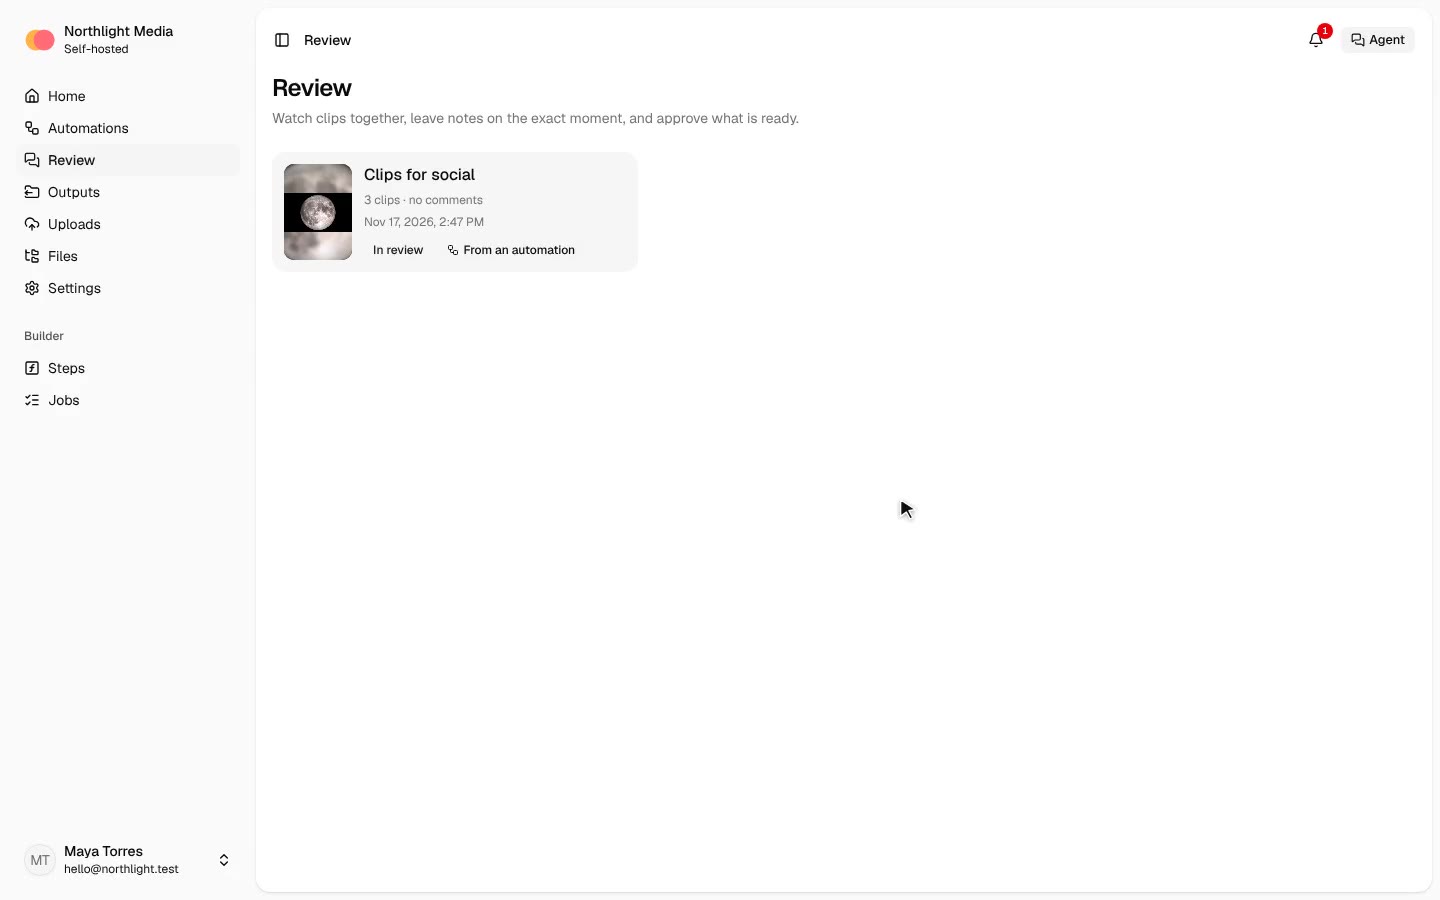 Northlight Media
Self-hosted
Home
Automations
Review
Outputs
Uploads
Files
Settings
Builder
Steps
Jobs
MT
Maya Torres
hello@northlight.test
Review
1
Agent
Review
Watch clips together, leave notes on the exact moment, and approve what is ready.
Clips for social
3 clips · no comments
Nov 17, 2026, 2:47 PM
In review
From an automation